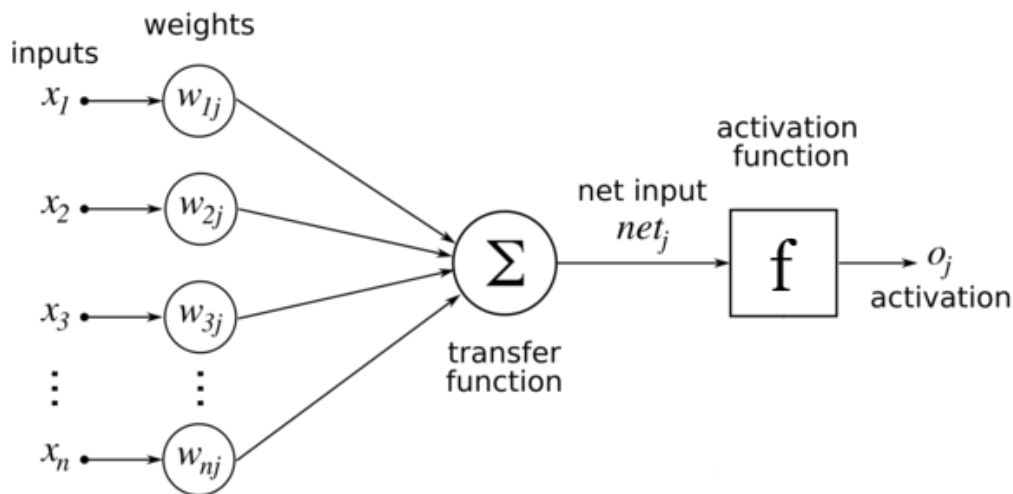 weights
inputs
x1
w1j
x2
w2j
x3
w3j
⋮
⋮
xn
wnj
Σ
transfer
function
net input
netj
activation
function
f
oj
activation